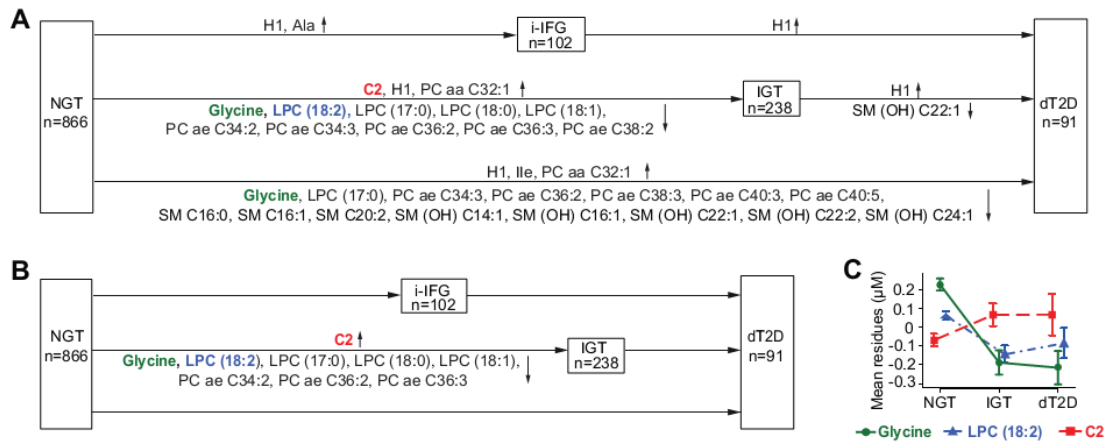 A
H1, Ala ↑
i-IFG
n=102
H1↑
NGT
n=866
C2, H1, PC aa C32:1 ↑
Glycine, LPC (18:2), LPC (17:0), LPC (18:0), LPC (18:1),
PC ae C34:2, PC ae C34:3, PC ae C36:2, PC ae C36:3, PC ae C38:2 ↓
IGT
n=238
H1 ↑
SM (OH) C22:1 ↓
dT2D
n=91
H1, Ile, PC aa C32:1 ↑
Glycine, LPC (17:0), PC ae C34:3, PC ae C36:2, PC ae C38:3, PC ae C40:3, PC ae C40:5,
SM C16:0, SM C16:1, SM C20:2, SM (OH) C14:1, SM (OH) C16:1, SM (OH) C22:1, SM (OH) C22:2, SM (OH) C24:1 ↓
B
i-IFG
n=102
NGT
n=866
C2 ↑
Glycine, LPC (18:2), LPC (17:0), LPC (18:0), LPC (18:1),
PC ae C34:2, PC ae C36:2, PC ae C36:3 ↓
IGT
n=238
dT2D
n=91
C
Mean residues (µM)
0.2
0.1
0
-0.1
-0.2
-0.3
NGT IGT dT2D
Glycine LPC (18:2) C2